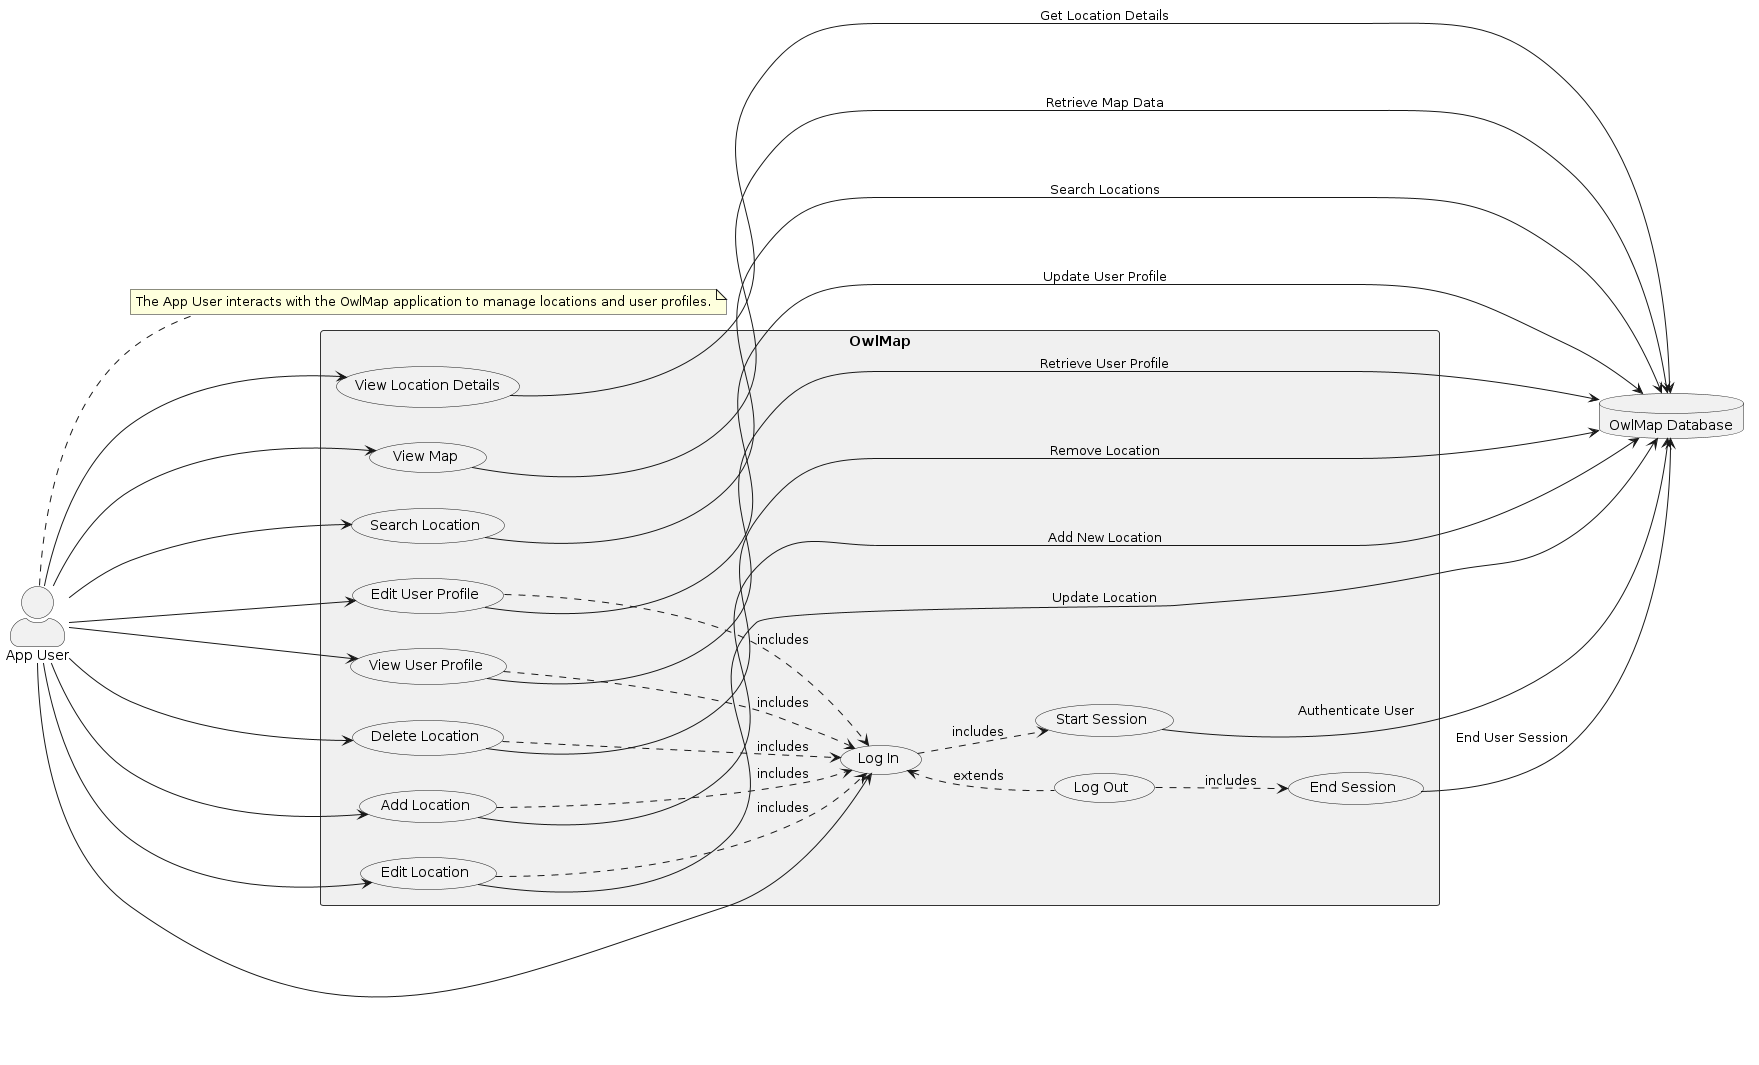 Get Location Details
Retrieve Map Data
Search Locations
Update User Profile
The App User interacts with the OwlMap application to manage locations and user profiles.
OwlMap
Retrieve User Profile
View Location Details
OwlMap Database
Remove Location
View Map
Search Location
Add New Location
Edit User Profile
Update Location
includes
App User
View User Profile
includes
Authenticate User
Start Session
includes
Delete Location
End User Session
includes
Log In
includes
extends
includes
Log Out
End Session
Add Location
includes
Edit Location